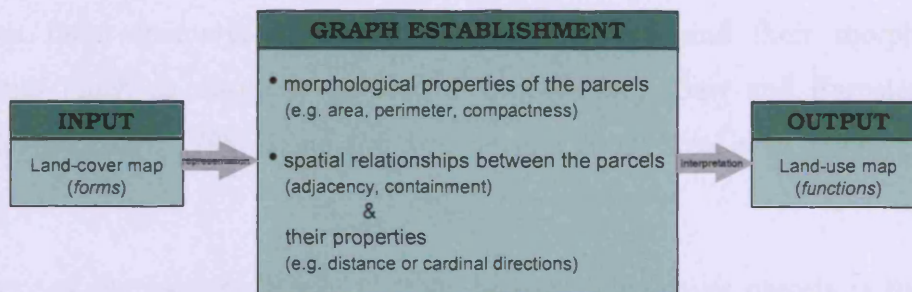 GRAPH ESTABLISHMENT
• morphological properties of the parcels
(e.g. area, perimeter, compactness)
• spatial relationships between the parcels
(adjacency, containment)
&
their properties
(e.g. distance or cardinal directions)
INPUT
Land-cover map
(forms)
representation
interpretation
OUTPUT
Land-use map
(functions)